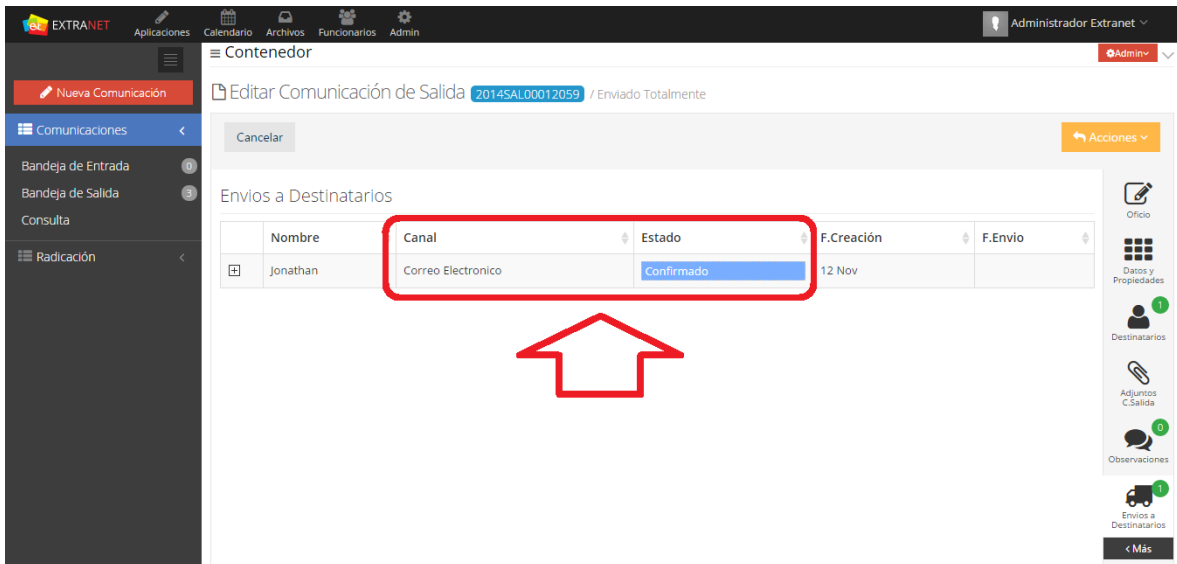 et EXTRANET
Aplicaciones
Calendario
Archivos
Funcionarios
Admin
Administrador Extranet
Contenedor
Admin
Nueva Comunicación
Editar Comunicación de Salida 2014SAL00012059 / Enviado Totalmente
Comunicaciones
Cancelar
Acciones
Bandeja de Entrada 0
Bandeja de Salida 3
Consulta
Radicación
Envios a Destinatarios
Nombre Canal Estado F.Creación F.Envio
Jonathan Correo Electronico Confirmado 12 Nov
Oficio
Datos y
Propiedades
1
Destinatarios
Adjuntos
C.Salida
0
Observaciones
1
Envios a
Destinatarios
Más